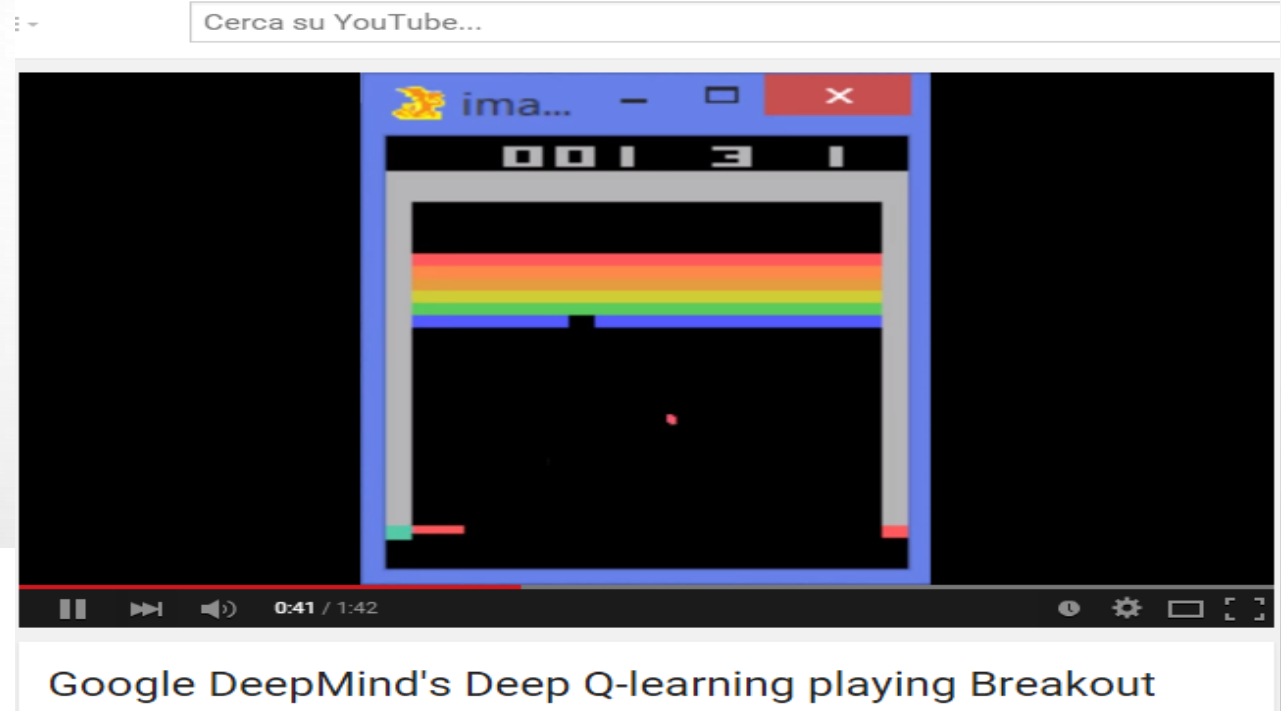 Cerca su YouTube...
ima...
001 3 1
0:41 / 1:42
Google DeepMind's Deep Q-learning playing Breakout